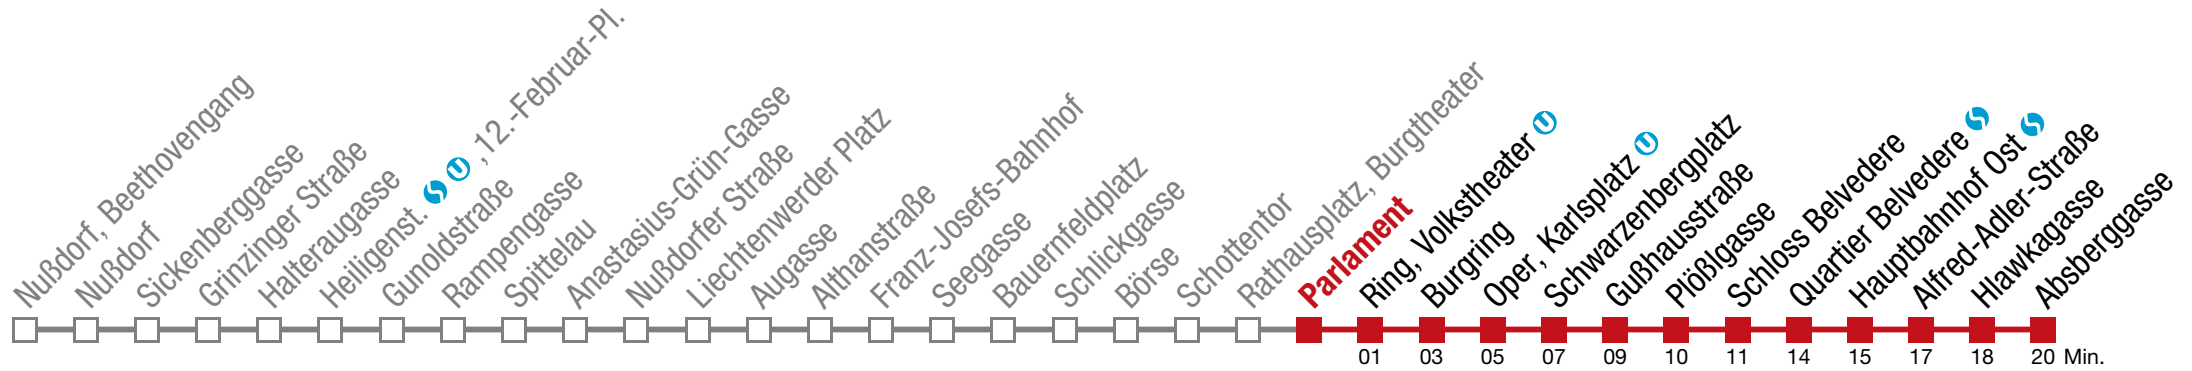 Nußdorf, Beethovengang
Nußdorf
Sickenberggasse
Grinzinger Straße
Halteraugasse
Heiligenst. S U , 12.-Februar-Pl.
Gunoldstraße
Rampengasse
Spittelau
Anastasius-Grün-Gasse
Nußdorfer Straße
Liechtenwerder Platz
Augasse
Althanstraße
Franz-Josefs-Bahnhof
Seegasse
Bauernfeldplatz
Schlickgasse
Börse
Schottentor
Rathausplatz, Burgtheater
Parlament
Ring, Volkstheater U
Burgring
Oper, Karlsplatz U
Schwarzenbergplatz
Gußhausstraße
Plößlgasse
Schloss Belvedere
Quartier Belvedere S
Hauptbahnhof Ost S
Alfred-Adler-Straße
Hlawkagasse
Absberggasse
01 03 05 07 09 10 11 14 15 17 18 20 Min.